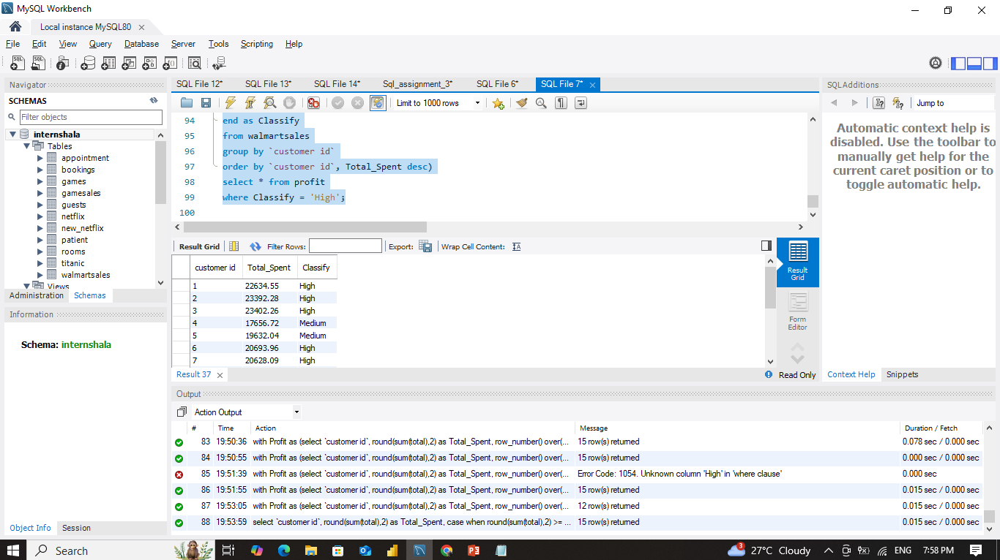 MySQL Workbench
Local instance MySQL80
File Edit View Query Database Server Tools Scripting Help
Navigator
SCHEMAS
Filter objects
internshala
Tables
appointment
bookings
games
gamesales
guests
netflix
new_netflix
patient
rooms
titanic
walmartsales
Views
Administration Schemas
Information
Schema: internshala
Object Info Session
SQL File 12* SQL File 13* SQL File 14* Sql_assignment_3* SQL File 6* SQL File 7*
Limit to 1000 rows
94 end as Classify
95 from walmartsales
96 group by `customer id`
97 order by `customer id`, Total_Spent desc)
98 select * from profit
99 where Classify = 'High';
100
Result Grid Filter Rows: Export: Wrap Cell Content:
customer id Total_Spent Classify
1 22634.55 High
2 23392.28 High
3 23402.26 High
4 17656.72 Medium
5 19632.04 Medium
6 20693.96 High
7 20628.09 High
Result Grid
Form Editor
Result 37
Read Only
SQLAdditions
Jump to
Automatic context help is
disabled. Use the toolbar to
manually get help for the
current caret position or to
toggle automatic help.
Context Help Snippets
Output
Action Output
# Time Action Message Duration / Fetch
83 19:50:36 with Profit as (select `customer id`, round(sum(total),2) as Total_Spent, row_number() over(... 15 row(s) returned 0.078 sec / 0.000 sec
84 19:50:55 with Profit as (select `customer id`, round(sum(total),2) as Total_Spent, row_number() over(... 15 row(s) returned 0.000 sec / 0.000 sec
85 19:51:39 with Profit as (select `customer id`, round(sum(total),2) as Total_Spent, row_number() over(... Error Code: 1054. Unknown column 'High' in 'where clause' 0.000 sec
86 19:51:55 with Profit as (select `customer id`, round(sum(total),2) as Total_Spent, row_number() over(... 15 row(s) returned 0.015 sec / 0.000 sec
87 19:53:05 with Profit as (select `customer id`, round(sum(total),2) as Total_Spent, row_number() over(... 12 row(s) returned 0.015 sec / 0.000 sec
88 19:53:59 select `customer id`, round(sum(total),2) as Total_Spent, case when round(sum(total),2) >= ... 15 row(s) returned 0.015 sec / 0.000 sec
Search
3
27°C Cloudy
ENG
7:58 PM